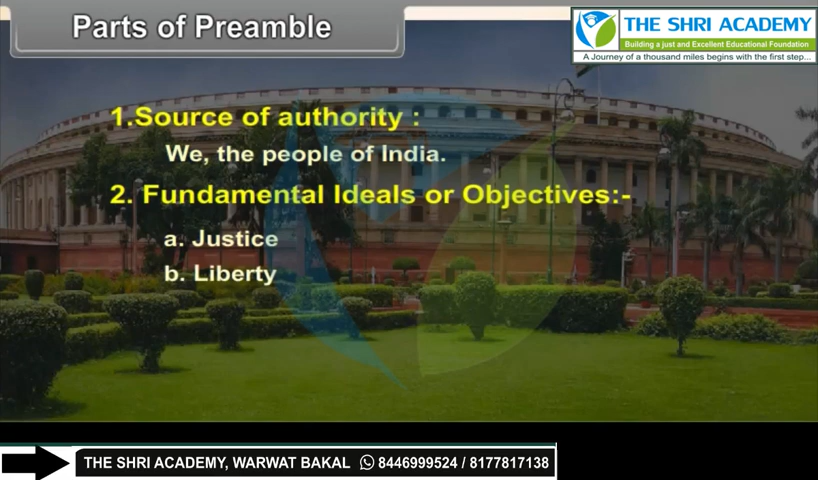 Parts of Preamble
THE SHRI ACADEMY
Building a just and Excellent Educational Foundation
A Journey of a thousand miles begins with the first step...
1.Source of authority :
We, the people of India.
2. Fundamental Ideals or Objectives:-
a. Justice
b. Liberty
THE SHRI ACADEMY, WARWAT BAKAL 8446999524 / 8177817138